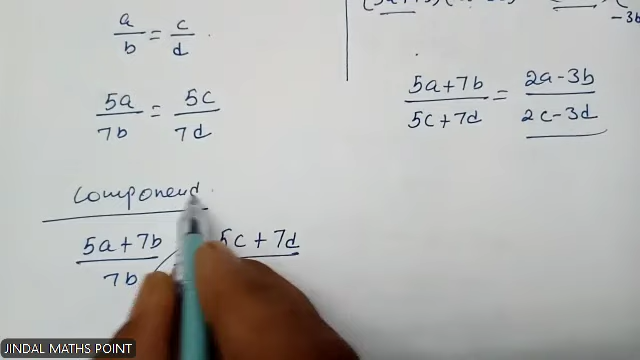 a/b = c/d.
5a/7b = 5c/7d
Componend
(5a+7b)/7b = 5c+7d
-3b
(5a+7b)/(5c+7d) = (2a-3b)/(2c-3d)
JINDAL MATHS POINT